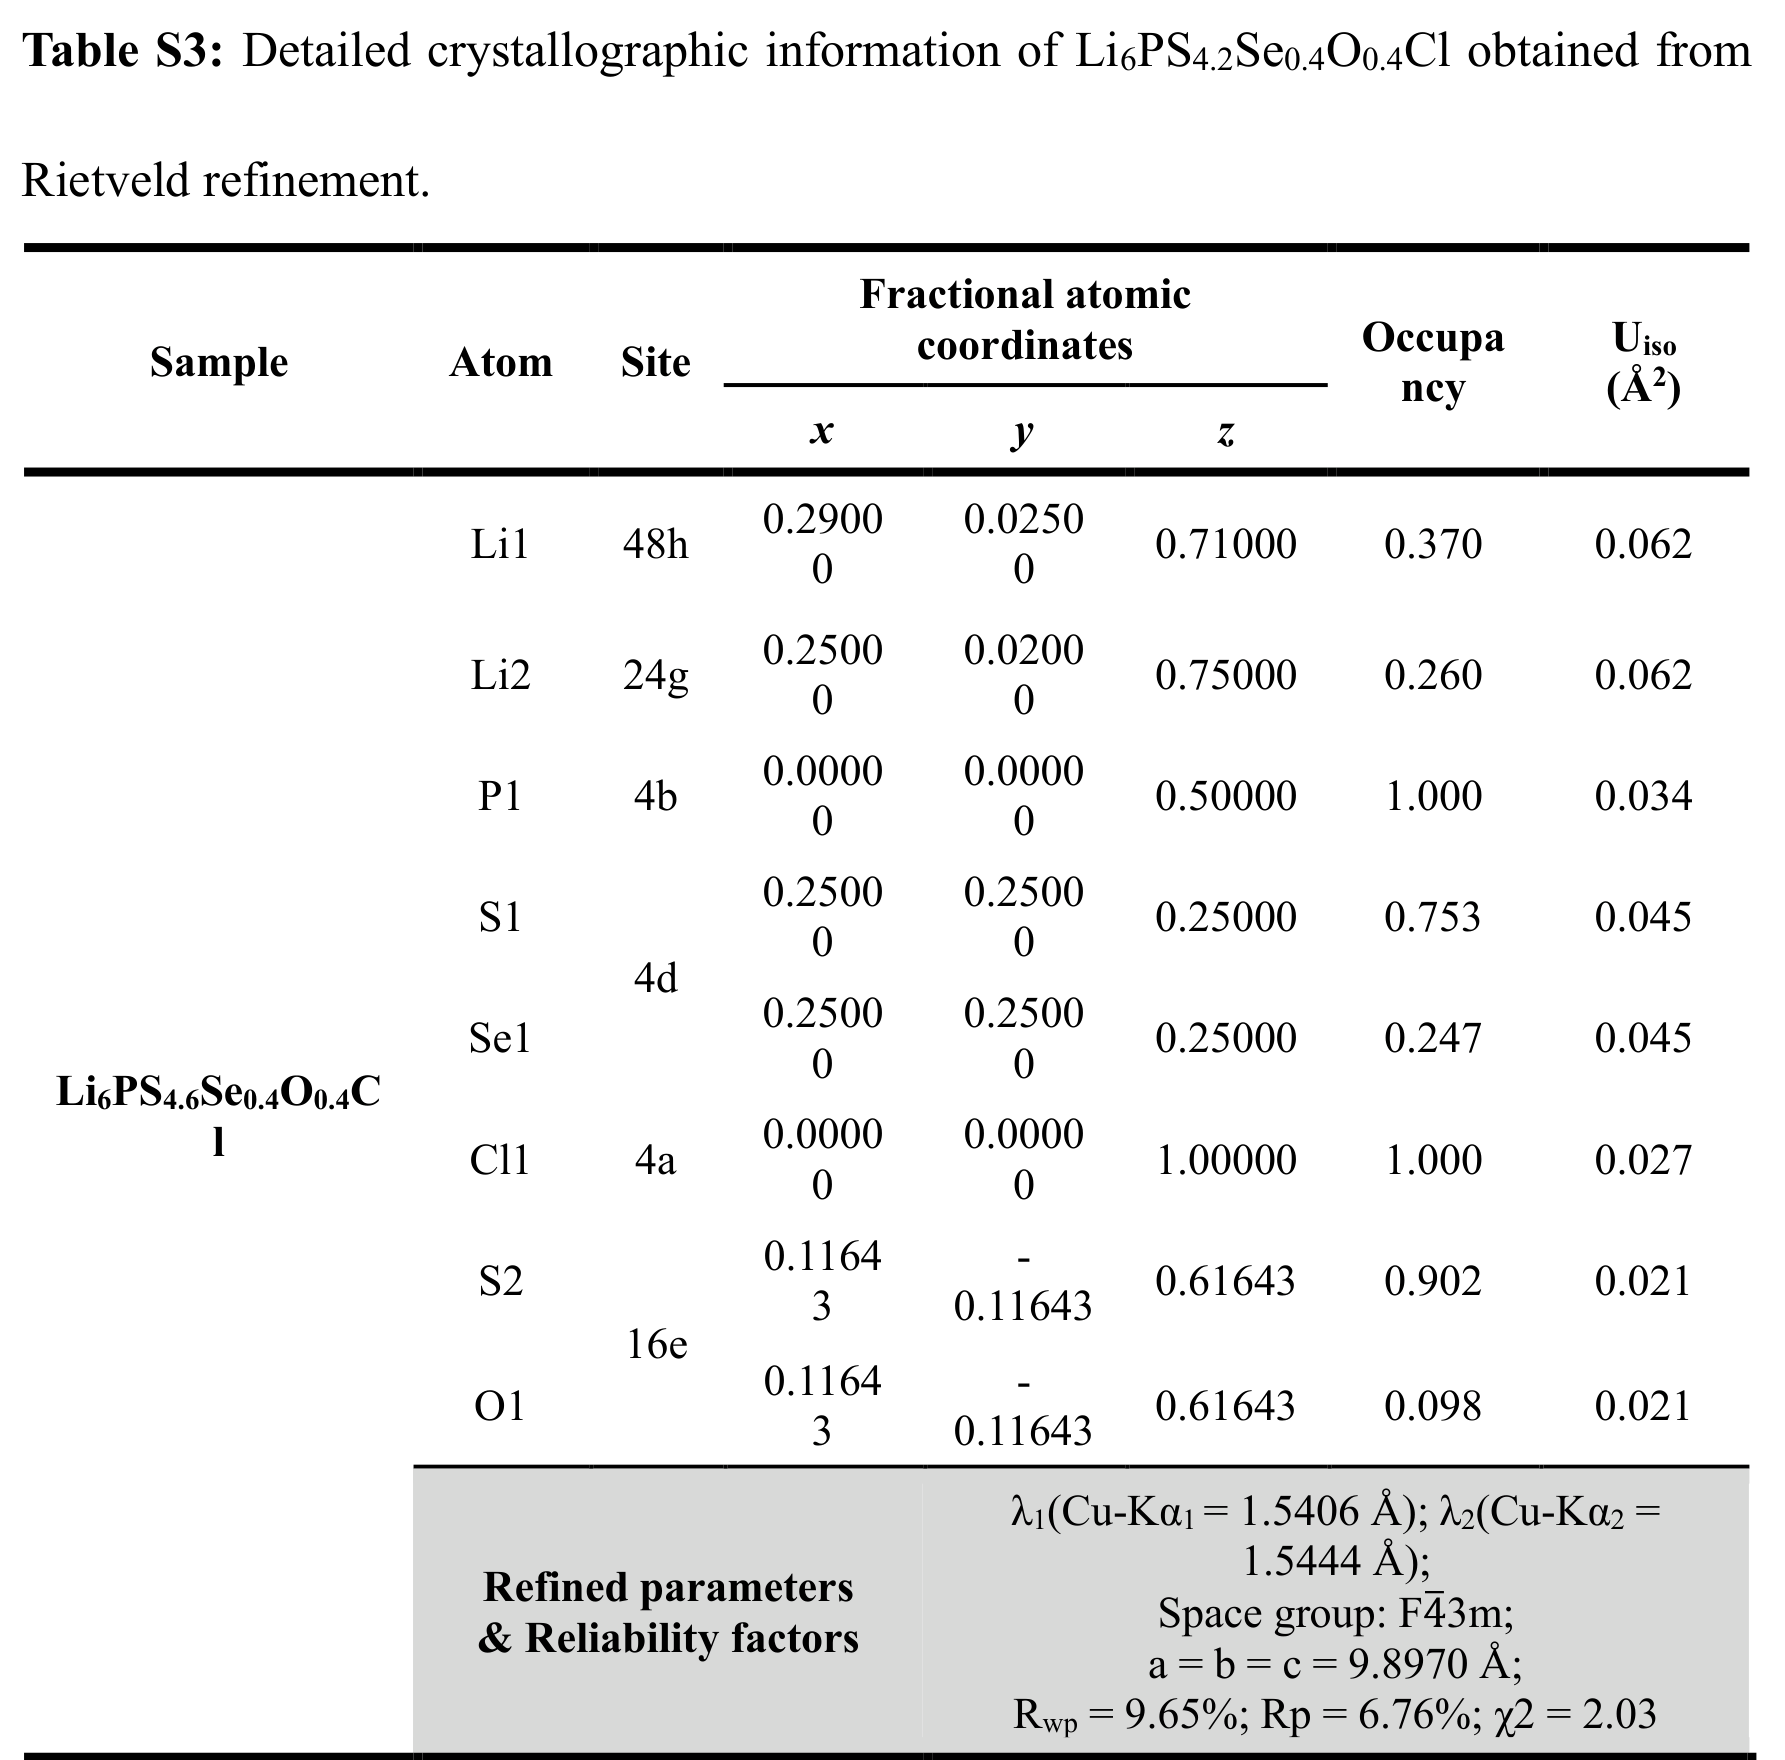 Table S3: Detailed crystallographic information of Li₆PS₄.₂Se₀.₄O₀.₄Cl obtained from
Rietveld refinement.
Sample Atom Site Fractional atomic coordinates Occupa ncy Uiso (Å²)
x y z
Li1 48h 0.2900 0 0.0250 0 0.71000 0.370 0.062
Li2 24g 0.2500 0 0.0200 0 0.75000 0.260 0.062
P1 4b 0.0000 0 0.0000 0 0.50000 1.000 0.034
S1 0.2500 0 0.2500 0 0.25000 0.753 0.045
4d
Se1 0.2500 0 0.2500 0 0.25000 0.247 0.045
Li₆PS₄.₆Se₀.₄O₀.₄C
l
Cl1 4a 0.0000 0 0.0000 0 1.00000 1.000 0.027
S2 0.1164 3 - 0.11643 0.61643 0.902 0.021
16e
O1 0.1164 3 - 0.11643 0.61643 0.098 0.021
Refined parameters
& Reliability factors
λ₁(Cu-Kα₁ = 1.5406 Å); λ₂(Cu-Kα₂ =
1.5444 Å);
Space group: F4̅3m;
a = b = c = 9.8970 Å;
Rwp = 9.65%; Rp = 6.76%; χ2 = 2.03